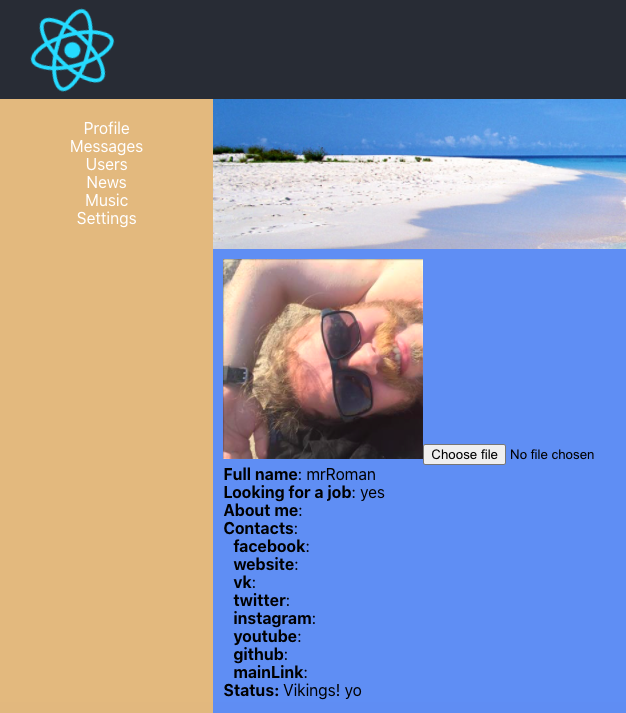 Profile
Messages
Users
News
Music
Settings
Choose file No file chosen
Full name: mrRoman
Looking for a job: yes
About me:
Contacts:
facebook:
website:
vk:
twitter:
instagram:
youtube:
github:
mainLink:
Status: Vikings! yo